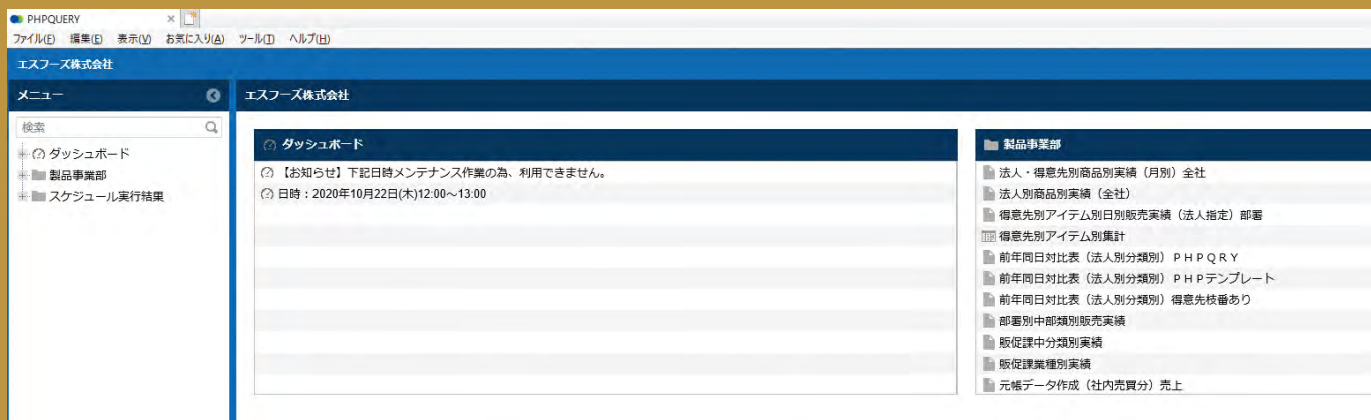 PHPQUERY
ファイル(F) 編集(E) 表示(V) お気に入り(A) ツール(T) ヘルプ(H)
エスフーズ株式会社
メニュー
検索
ダッシュボード
製品事業部
スケジュール実行結果
エスフーズ株式会社
ダッシュボード
【お知らせ】下記日時メンテナンス作業の為、利用できません。
日時：2020年10月22日(木)12:00～13:00
製品事業部
法人・得意先別商品別実績（月別）全社
法人別商品別実績（全社）
得意先別アイテム別日別販売実績（法人指定）部署
得意先別アイテム別集計
前年同日対比表（法人別分類別）ＰＨＰＱＲＹ
前年同日対比表（法人別分類別）ＰＨＰテンプレート
前年同日対比表（法人別分類別）得意先枝番あり
部署別中部類別販売実績
販促課中分類別実績
販促課業種別実績
元帳データ作成（社内売買分）売上